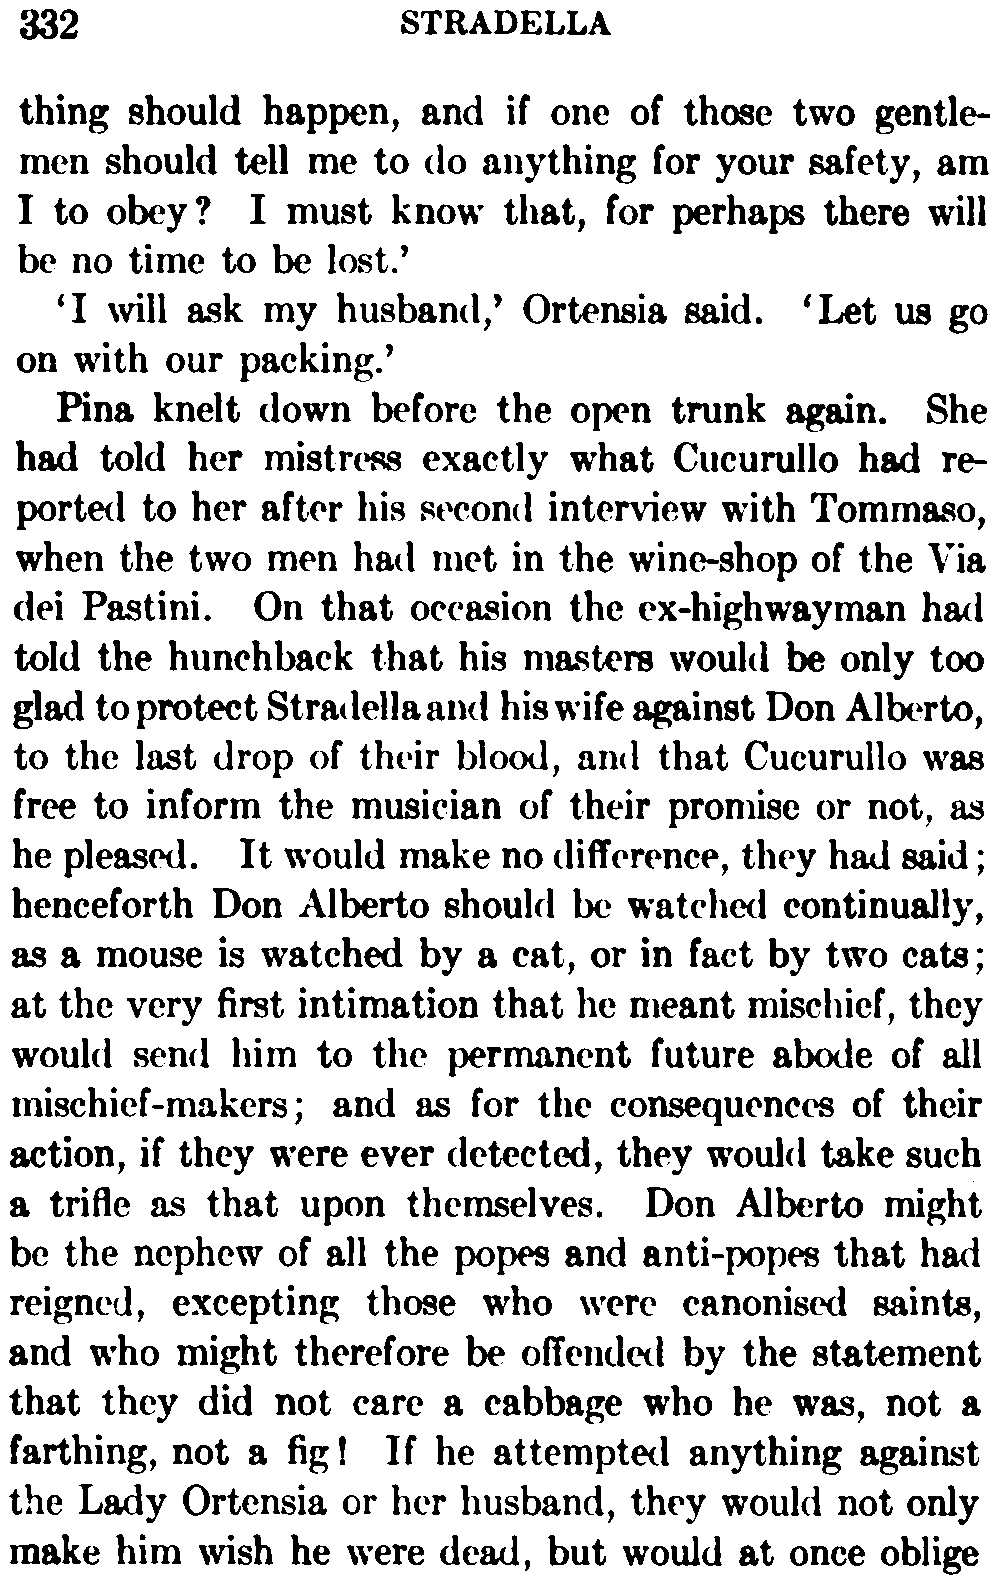 332 STRADELLA
thing should happen, and if one of those two gentle-
men should tell me to do anything for your safety, am
I to obey? I must know that, for perhaps there will
be no time to be lost.’
‘I will ask my husband,’ Ortensia said. ‘Let us go
on with our packing.’
Pina knelt down before the open trunk again. She
had told her mistress exactly what Cucurullo had re-
ported to her after his second interview with Tommaso,
when the two men had met in the wine-shop of the Via
dei Pastini. On that occasion the ex-highwayman had
told the hunchback that his masters would be only too
glad to protect Stradella and his wife against Don Alberto,
to the last drop of their blood, and that Cucurullo was
free to inform the musician of their promise or not, as
he pleased. It would make no difference, they had said;
henceforth Don Alberto should be watched continually,
as a mouse is watched by a cat, or in fact by two cats;
at the very first intimation that he meant mischief, they
would send him to the permanent future abode of all
mischief-makers; and as for the consequences of their
action, if they were ever detected, they would take such
a trifle as that upon themselves. Don Alberto might
be the nephew of all the popes and anti-popes that had
reigned, excepting those who were canonised saints,
and who might therefore be offended by the statement
that they did not care a cabbage who he was, not a
farthing, not a fig! If he attempted anything against
the Lady Ortensia or her husband, they would not only
make him wish he were dead, but would at once oblige